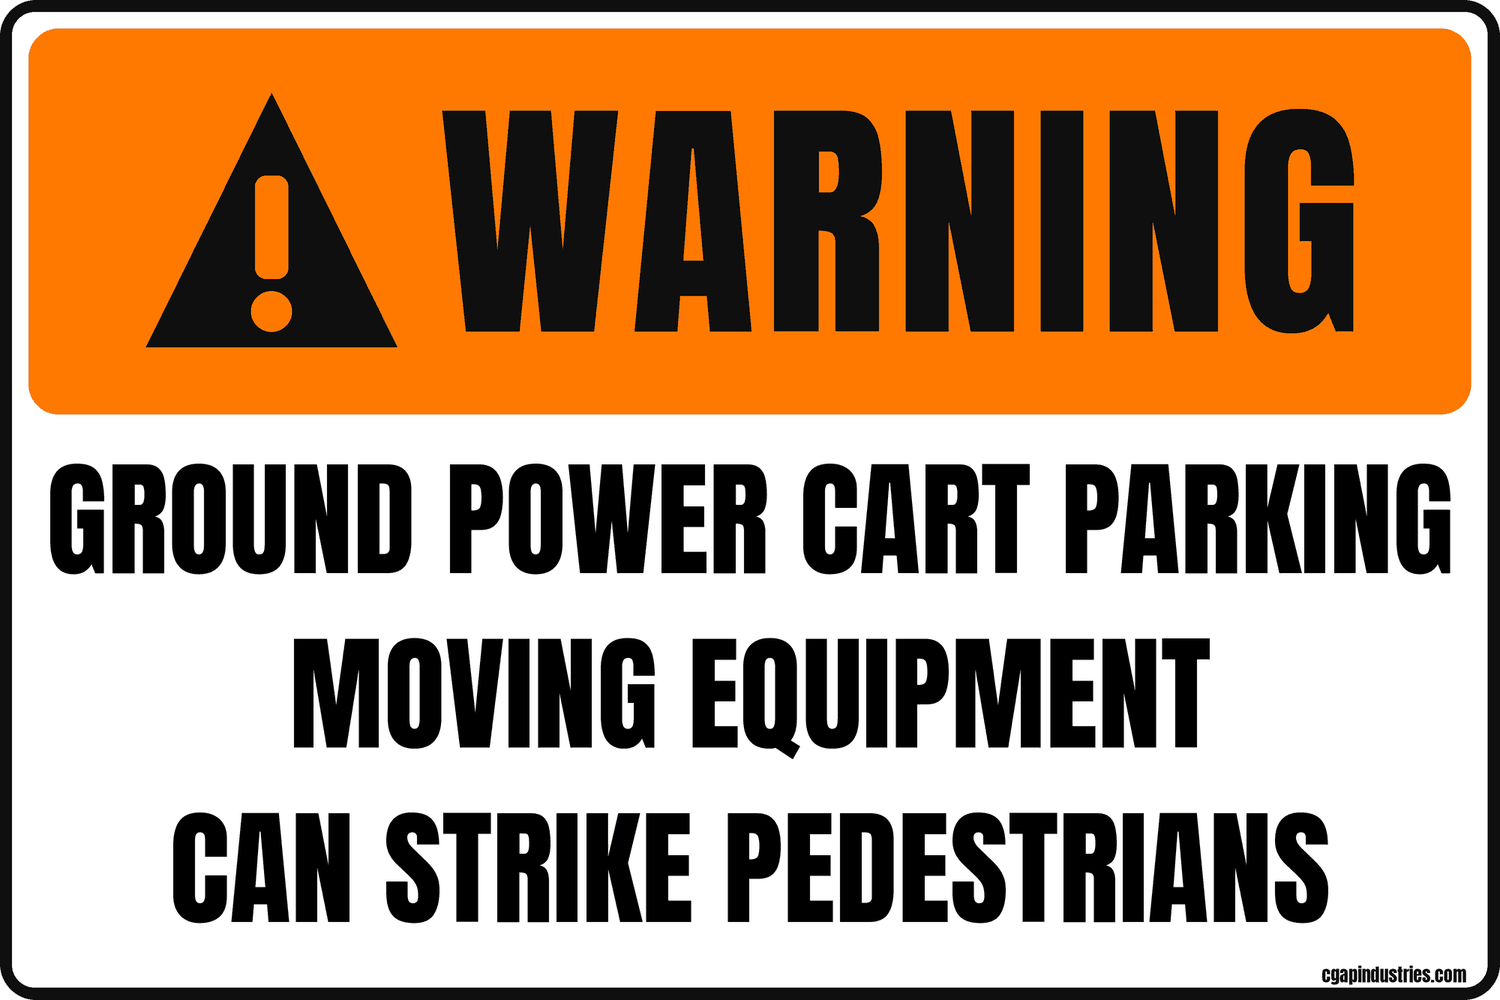 WARNING
GROUND POWER CART PARKING
MOVING EQUIPMENT
CAN STRIKE PEDESTRIANS
cgapindustries.com